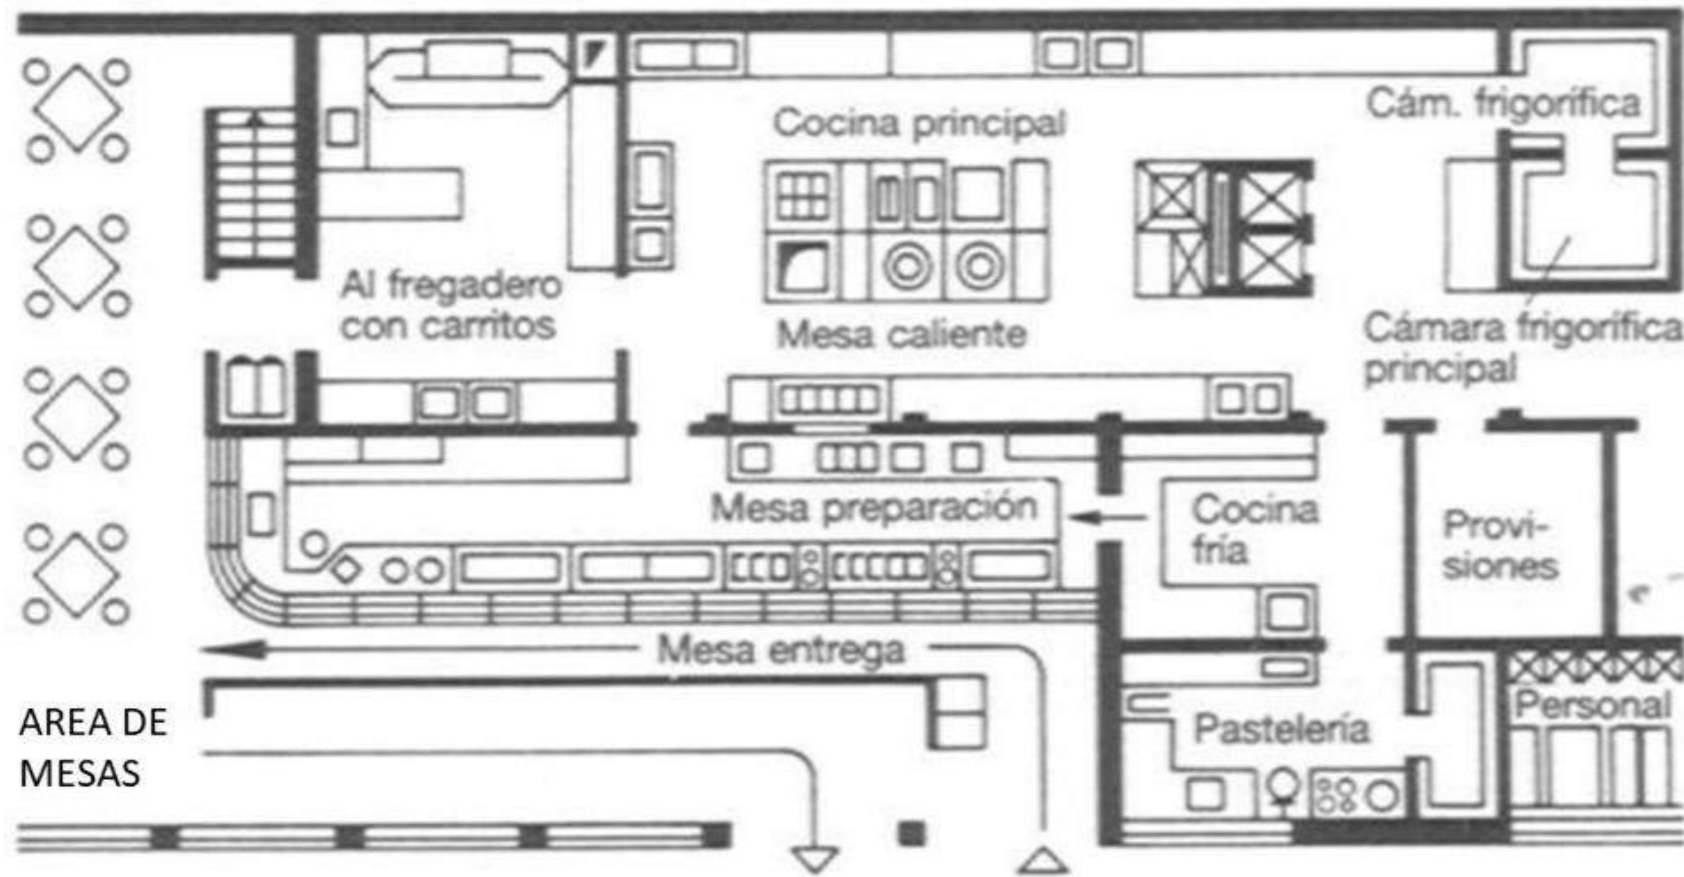 Cocina principal
Cám. frigorífica
Al fregadero
con carritos
Mesa caliente
Cámara frigorífica
principal
Mesa preparación
Cocina
fría
Provi-
siones
Mesa entrega
AREA DE
MESAS
Pastelería
Personal